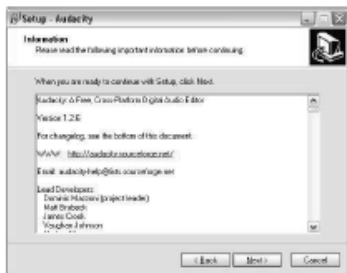 Setup - Audacity
Information
Please read the following important information before continuing.
When you are ready to continue with Setup, click Next.
Audacity: A Free, Cross-Platform Digital Audio Editor
Version 1.2.6
For changelog, see the bottom of this document.
WWW: http://audacity.sourceforge.net/
Email: audacity-help@lists.sourceforge.net
Lead Developers:
Dominic Mazzoni (project leader)
Matt Brubeck
James Crook
Vaughan Johnson
< Back Next > Cancel